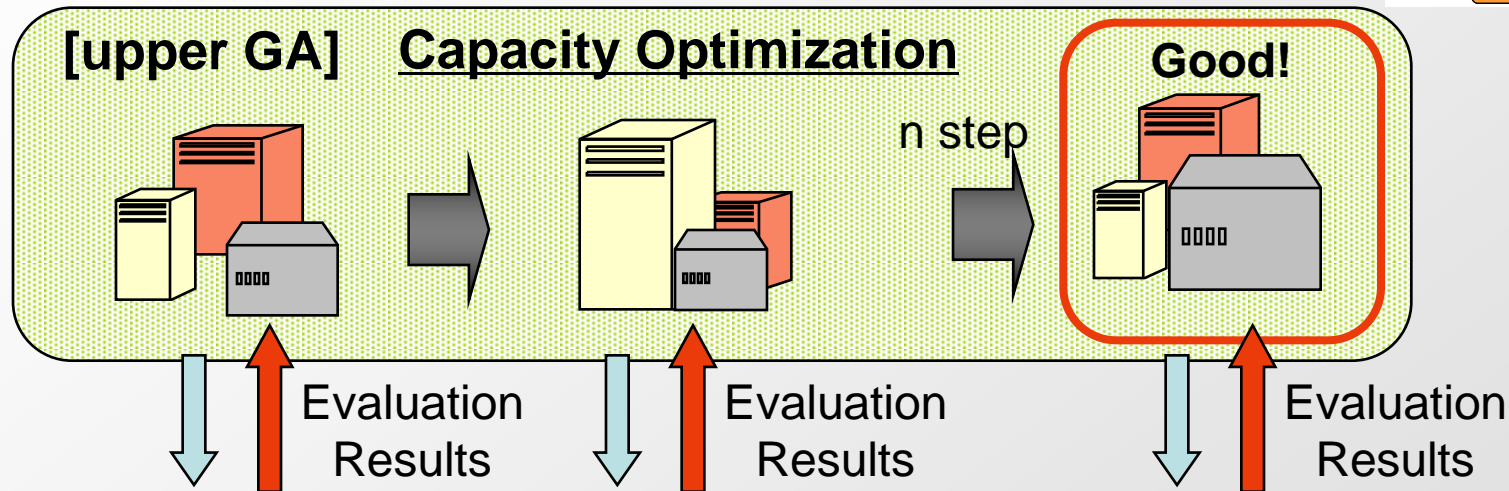 [upper GA] Capacity Optimization
Good!
n step
Evaluation
Results
Evaluation
Results
Evaluation
Results